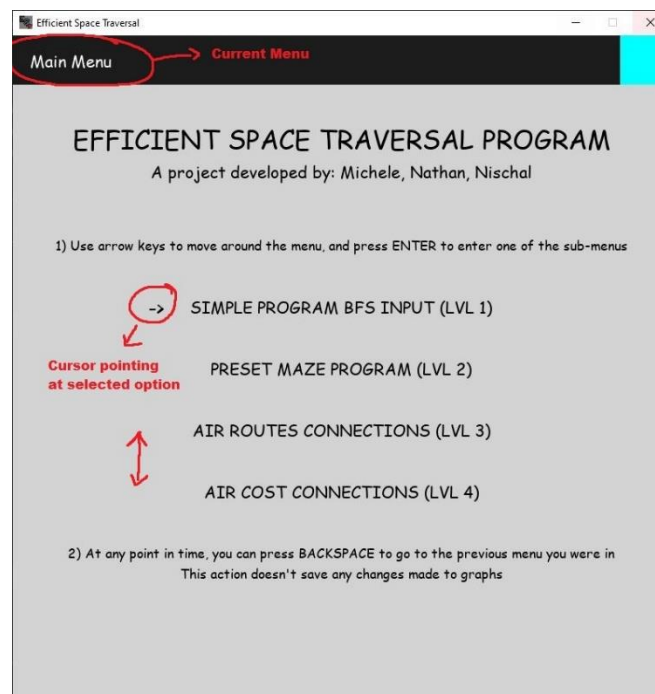 Efficient Space Traversal
Main Menu
Current Menu
EFFICIENT SPACE TRAVERSAL PROGRAM
A project developed by: Michele, Nathan, Nischal
1) Use arrow keys to move around the menu, and press ENTER to enter one of the sub-menus
-> SIMPLE PROGRAM BFS INPUT (LVL 1)
Cursor pointing
at selected option
PRESET MAZE PROGRAM (LVL 2)
AIR ROUTES CONNECTIONS (LVL 3)
AIR COST CONNECTIONS (LVL 4)
2) At any point in time, you can press BACKSPACE to go to the previous menu you were in
This action doesn't save any changes made to graphs